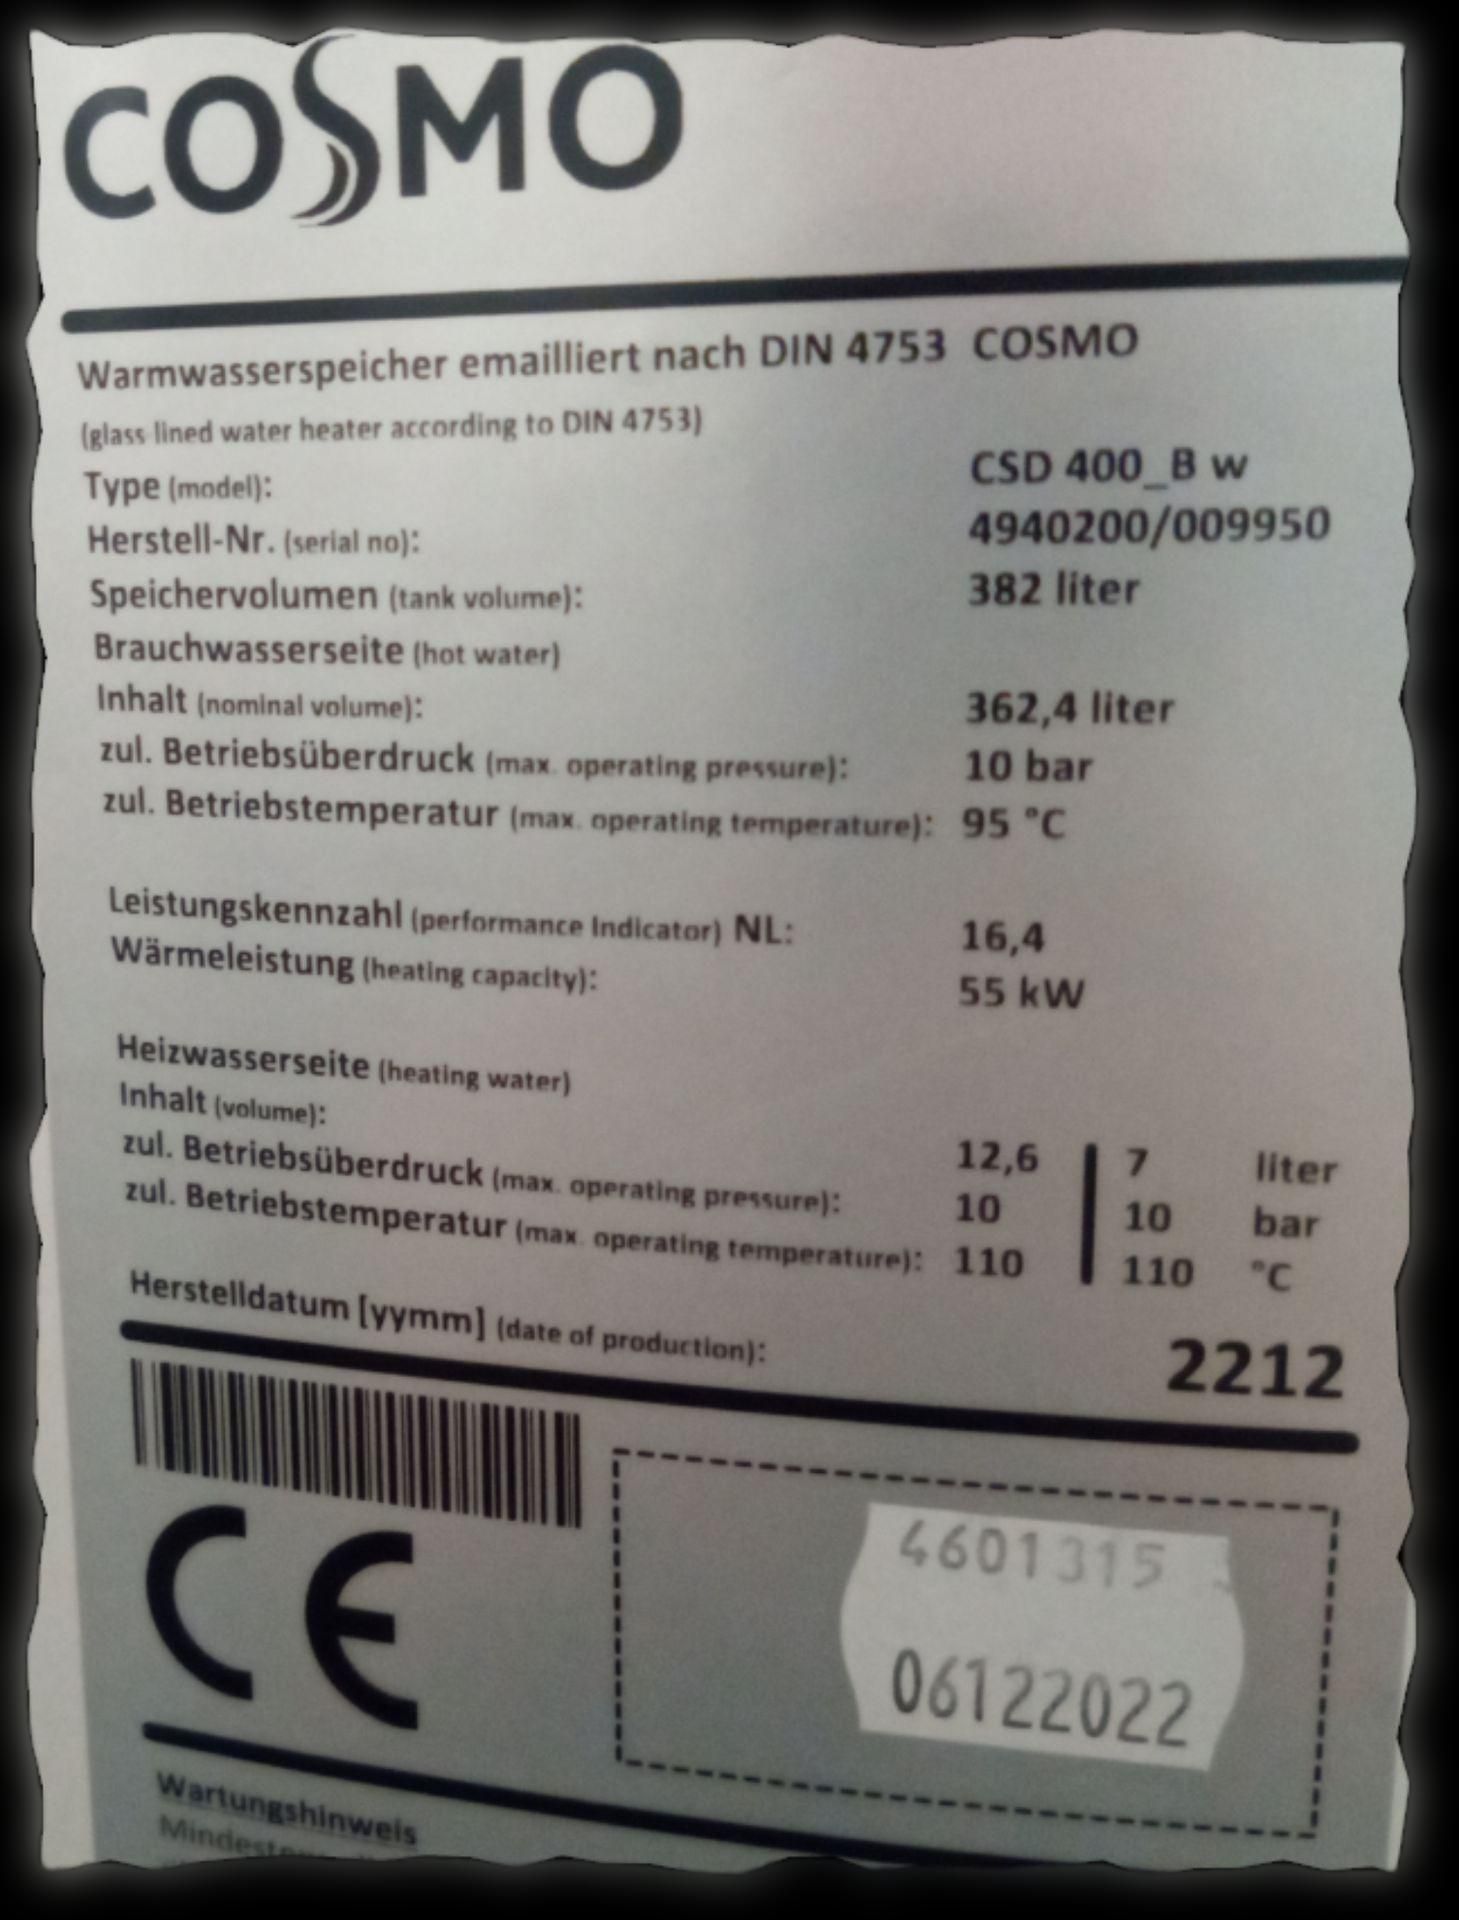 COSMO
Warmwasserspeicher emailliert nach DIN 4753 COSMO
(glass lined water heater according to DIN 4753)
Type (model): CSD 400_B w
Herstell-Nr. (serial no): 4940200/009950
Speichervolumen (tank volume): 382 liter
Brauchwasserseite (hot water)
Inhalt (nominal volume): 362,4 liter
zul. Betriebsüberdruck (max. operating pressure): 10 bar
zul. Betriebstemperatur (max. operating temperature): 95 °C
Leistungskennzahl (performance Indicator) NL: 16,4
Wärmeleistung (heating capacity): 55 kW
Heizwasserseite (heating water)
Inhalt (volume): 12,6 | 7 liter
zul. Betriebsüberdruck (max. operating pressure): 10 | 10 bar
zul. Betriebstemperatur (max. operating temperature): 110 | 110 °C
Herstelldatum [yymm] (date of production): 2212
CE
4601315
06122022
Wartungshinweis